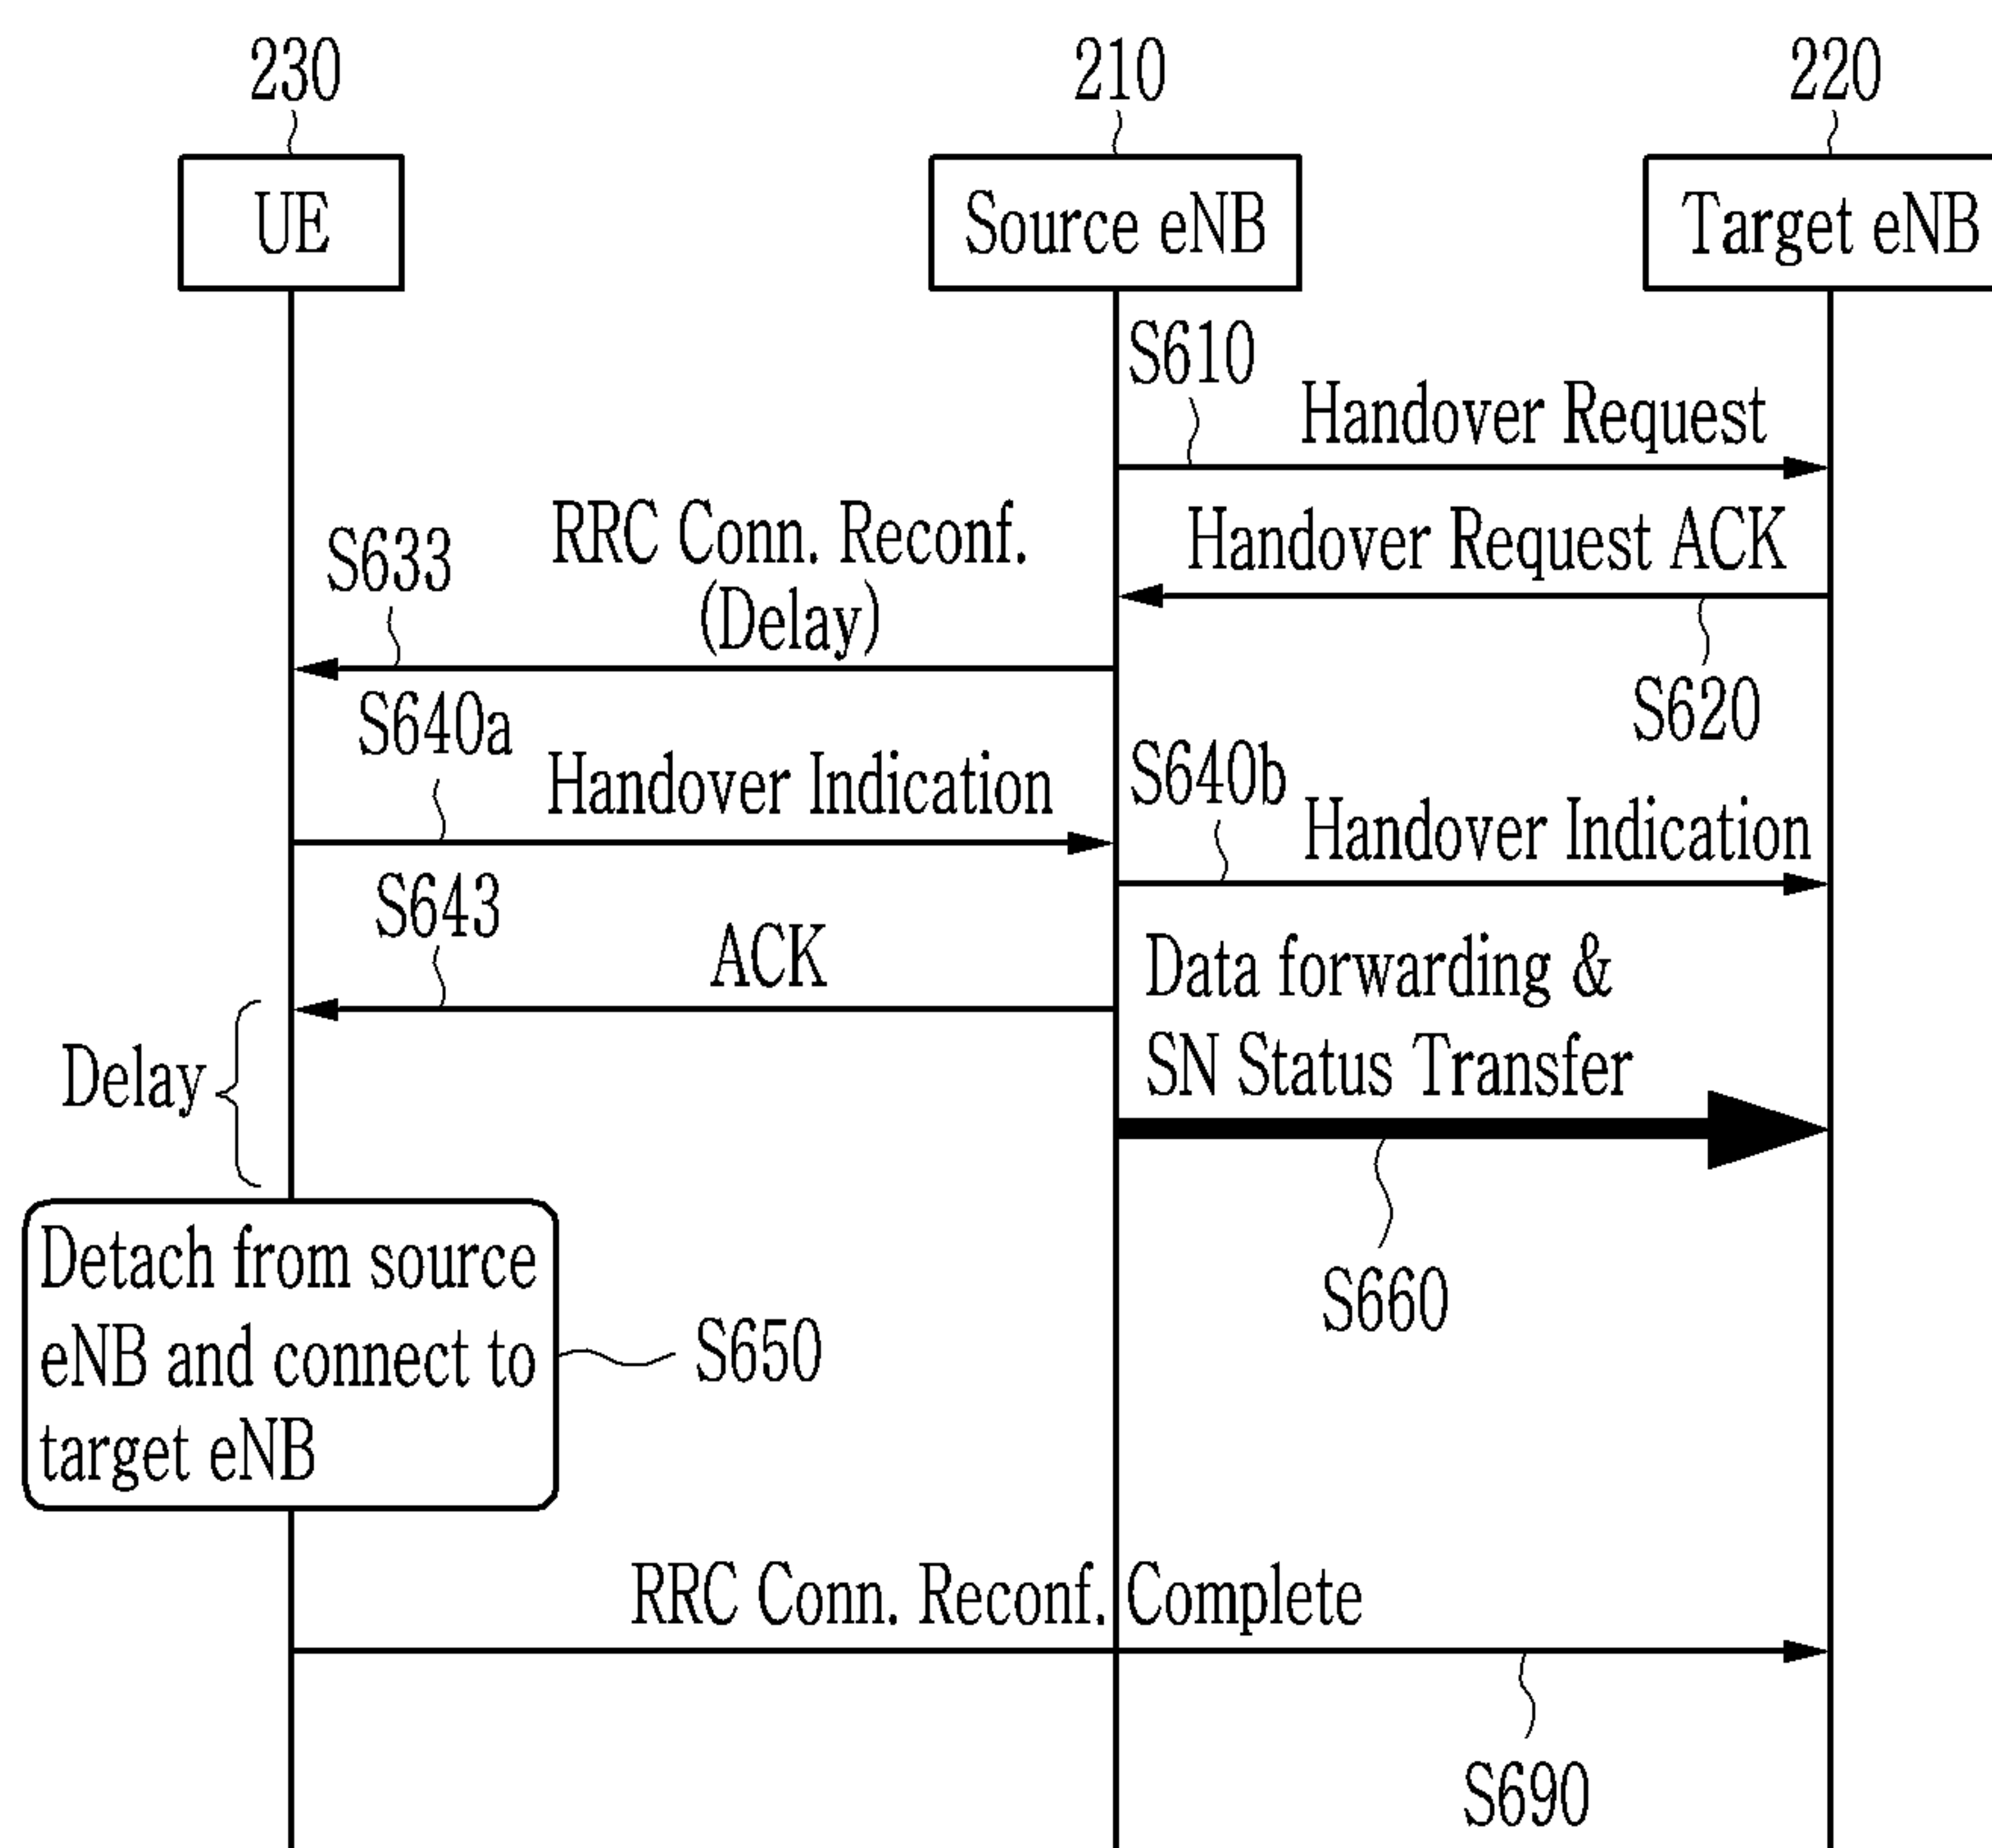 230
210
220
UE
Source eNB
Target eNB
S610
Handover Request
RRC Conn. Reconf.
(Delay)
S633
Handover Request ACK
S620
S640a
Handover Indication
S640b
Handover Indication
S643
ACK
Data forwarding &
SN Status Transfer
Delay
S660
Detach from source
eNB and connect to
target eNB
S650
RRC Conn. Reconf. Complete
S690